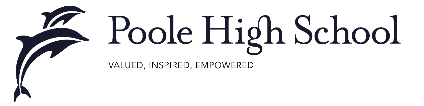 Poole High School
VALUED, INSPIRED, EMPOWERED